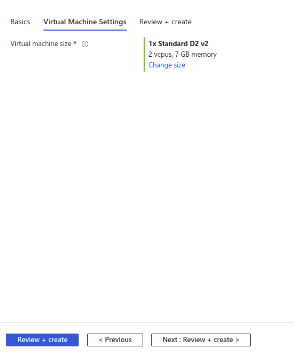 Basics Virtual Machine Settings Review + create
Virtual machine size * 1x Standard D2 v2
2 vcpus, 7 GB memory
Change size
Review + create < Previous Next : Review + create >